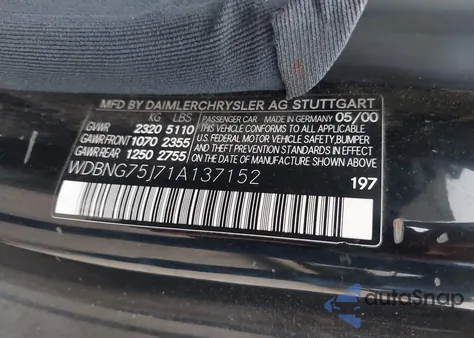 MFD BY DAIMLERCHRYSLER AG STUTTGART
KG LBS PASSENGER CAR MADE IN GERMANY 05/00
GVWR 2320 5110 THIS VEHICLE CONFORMS TO ALL APPLICABLE
GAWR FRONT 1070 2355 U.S. FEDERAL MOTOR VEHICLE SAFETY, BUMPER
GAWR REAR 1250 2755 AND THEFT PREVENTION STANDARDS IN EFFECT
ON THE DATE OF MANUFACTURE SHOWN ABOVE
WDBNG75J71A137152
197
autoSnap